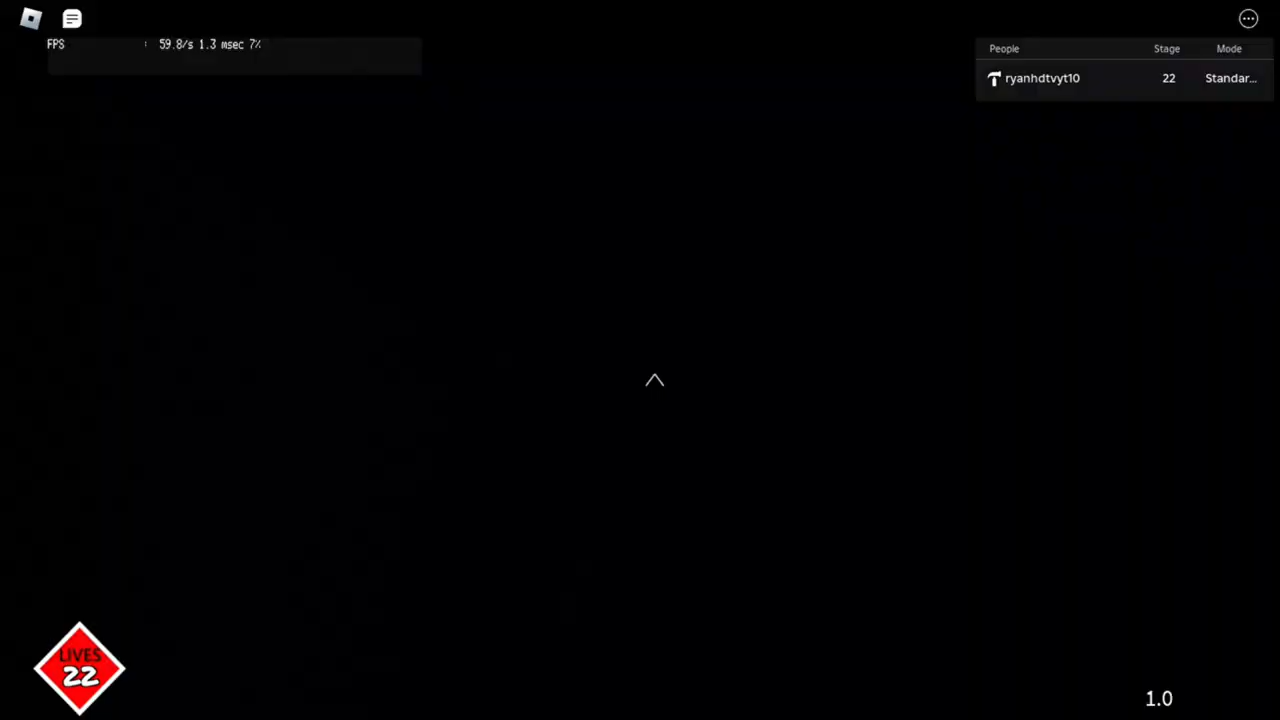 FPS : 59.8/s 1.3 msec 7%
People Stage Mode
ryanhdtvyt10 22 Standar...
LIVES
22
1.0